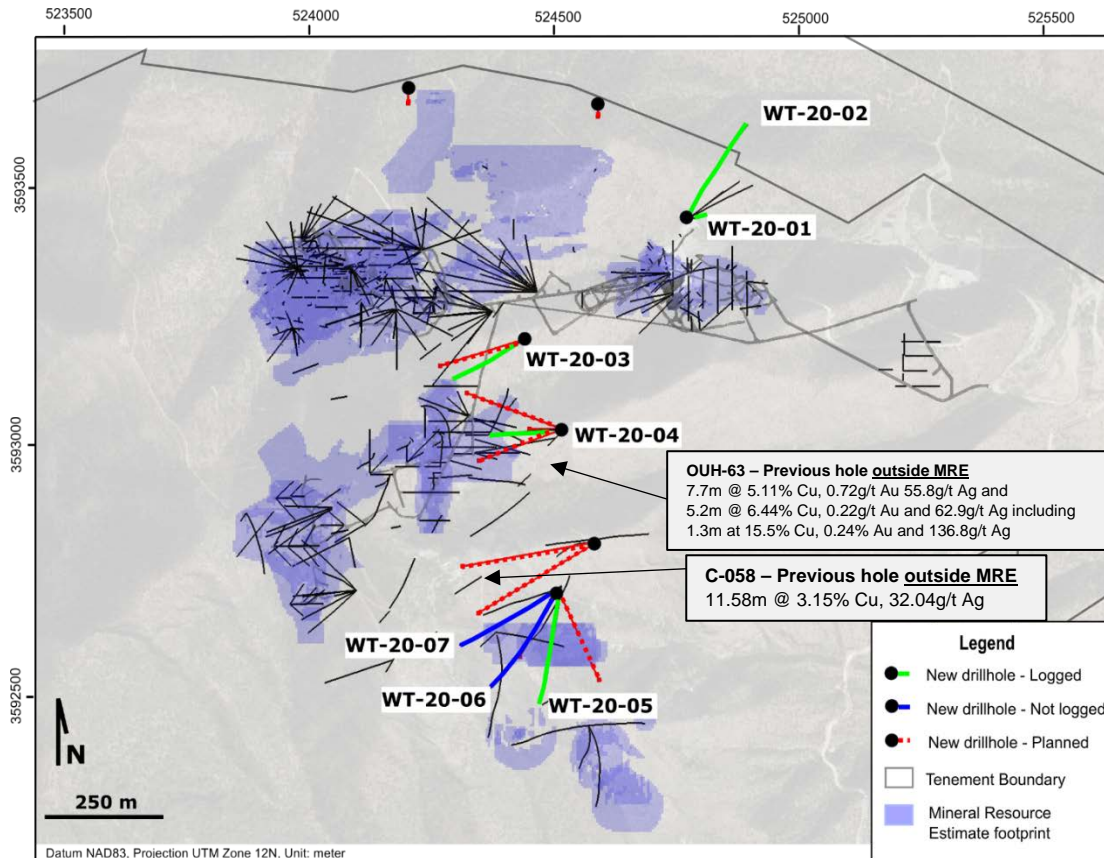 523500 524000 524500 525000 525500
3593500
3593000
3592500
WT-20-02
WT-20-01
WT-20-03
WT-20-04
OUH-63 – Previous hole outside MRE
7.7m @ 5.11% Cu, 0.72g/t Au 55.8g/t Ag and
5.2m @ 6.44% Cu, 0.22g/t Au and 62.9g/t Ag including
1.3m at 15.5% Cu, 0.24% Au and 136.8g/t Ag
C-058 – Previous hole outside MRE
11.58m @ 3.15% Cu, 32.04g/t Ag
WT-20-07
WT-20-06
WT-20-05
N
250 m
Legend
New drillhole - Logged
New drillhole - Not logged
New drillhole - Planned
Tenement Boundary
Mineral Resource
Estimate footprint
Datum NAD83, Projection UTM Zone 12N, Unit: meter